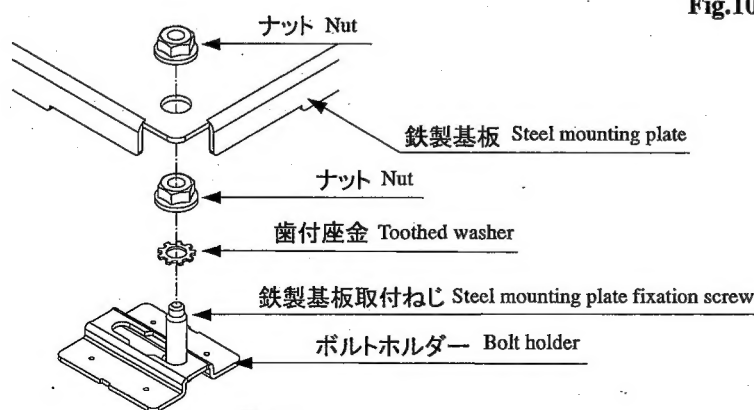 Fig.10
ナット Nut
鉄製基板 Steel mounting plate
ナット Nut
歯付座金 Toothed washer
鉄製基板取付ねじ Steel mounting plate fixation screw
ボルトホルダー Bolt holder